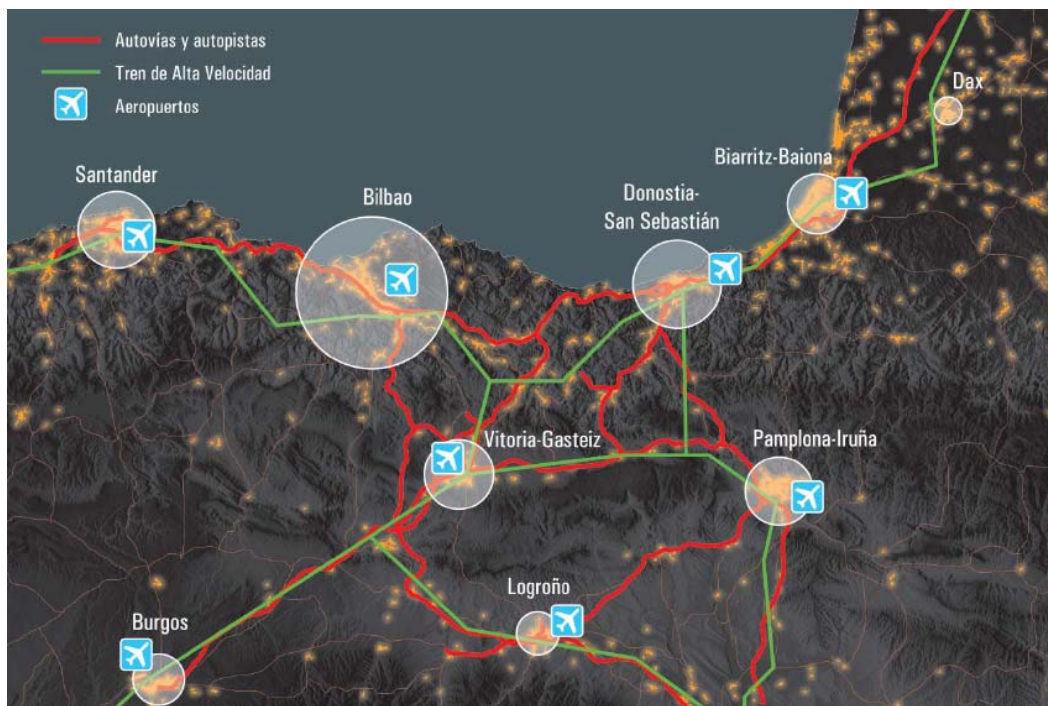 Autovías y autopistas
Tren de Alta Velocidad
Aeropuertos
Dax
Biarritz-Baiona
Santander
Bilbao
Donostia-
San Sebastián
Vitoria-Gasteiz
Pamplona-Iruña
Logroño
Burgos